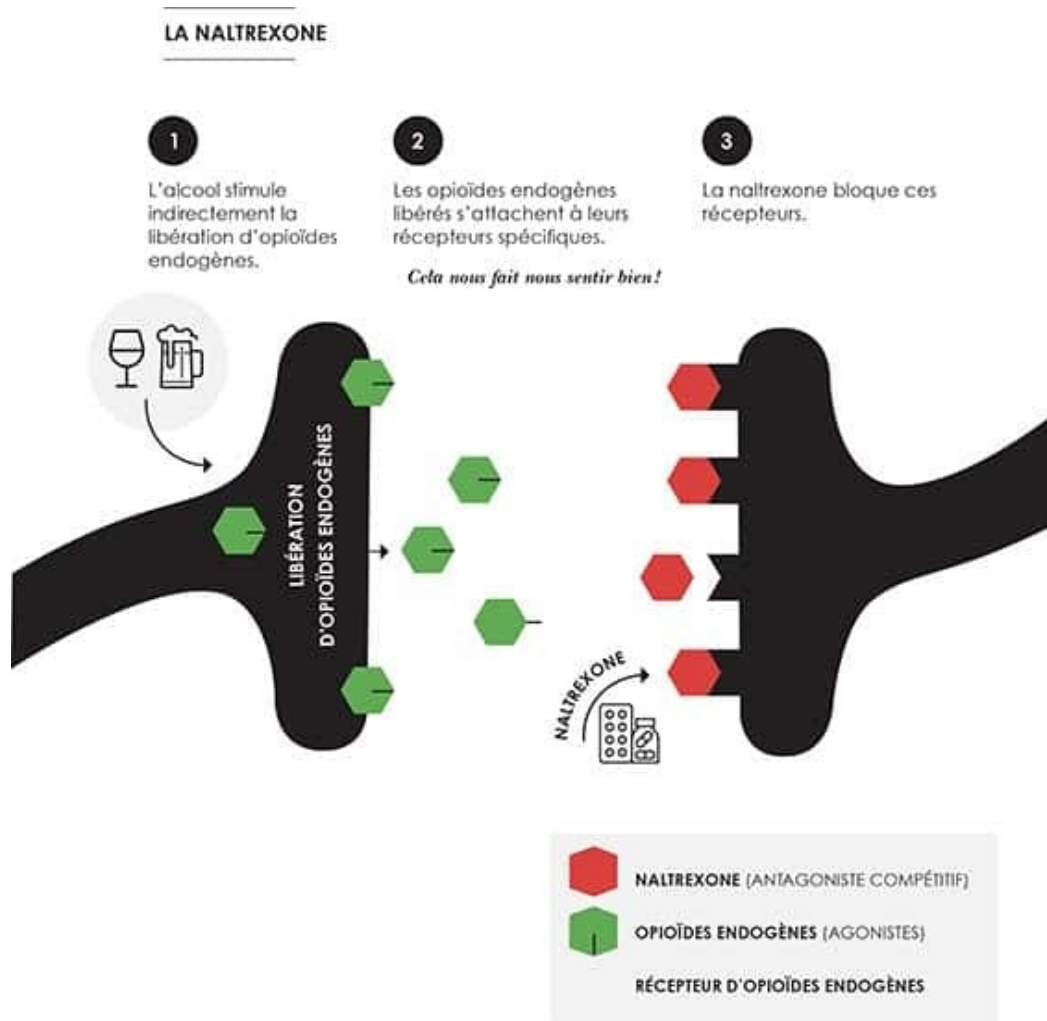 LA NALTREXONE
1
L'alcool stimule
indirectement la
libération d'opioïdes
endogènes.
2
Les opioïdes endogènes
libérés s'attachent à leurs
récepteurs spécifiques.
Cela nous fait nous sentir bien!
3
La naltrexone bloque ces
récepteurs.
LIBÉRATION
D'OPIOÏDES ENDOGÈNES
NALTREXONE
NALTREXONE (ANTAGONISTE COMPÉTITIF)
OPIOÏDES ENDOGÈNES (AGONISTES)
RÉCEPTEUR D'OPIOÏDES ENDOGÈNES